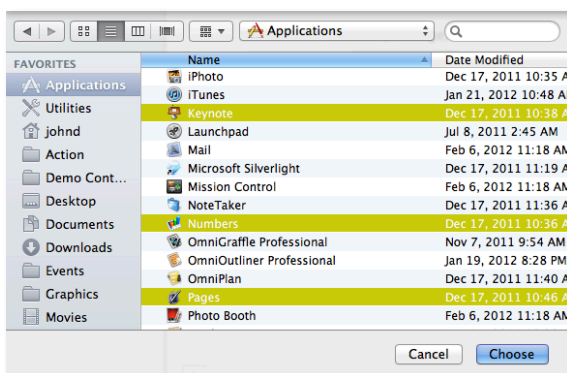 Applications
FAVORITES
Name Date Modified
Applications
Utilities
johnd
Action
Demo Cont...
Desktop
Documents
Downloads
Events
Graphics
Movies
iPhoto Dec 17, 2011 10:35 A
iTunes Jan 21, 2012 10:48 A
Keynote Dec 17, 2011 10:38 A
Launchpad Jul 8, 2011 2:45 AM
Mail Feb 6, 2012 11:18 AM
Microsoft Silverlight Dec 17, 2011 11:19 A
Mission Control Feb 6, 2012 11:18 AM
NoteTaker Dec 17, 2011 11:36 A
Numbers Dec 17, 2011 10:36 A
OmniGraffle Professional Nov 7, 2011 9:54 AM
OmniOutliner Professional Jan 19, 2012 8:28 PM
OmniPlan Dec 17, 2011 11:40 A
Pages Dec 17, 2011 10:46 A
Photo Booth Feb 6, 2012 11:18 AM
Cancel Choose